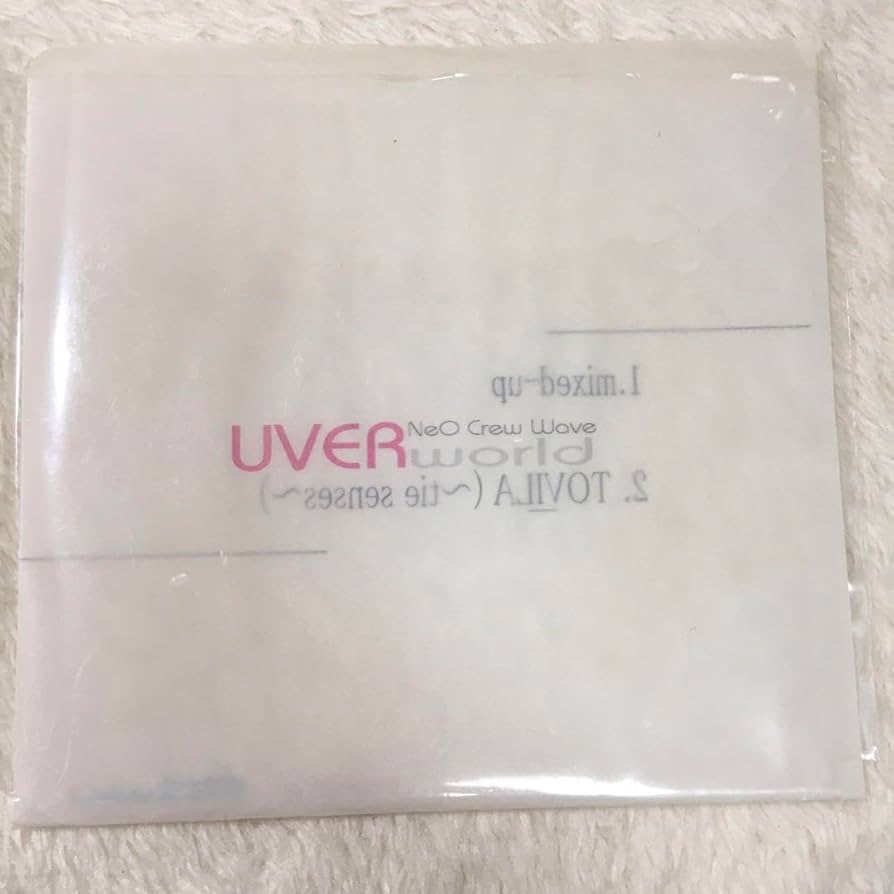 1.mixed-up
NeO Crew Wave
UVERworld
2. TOVILA (~tie senses~)